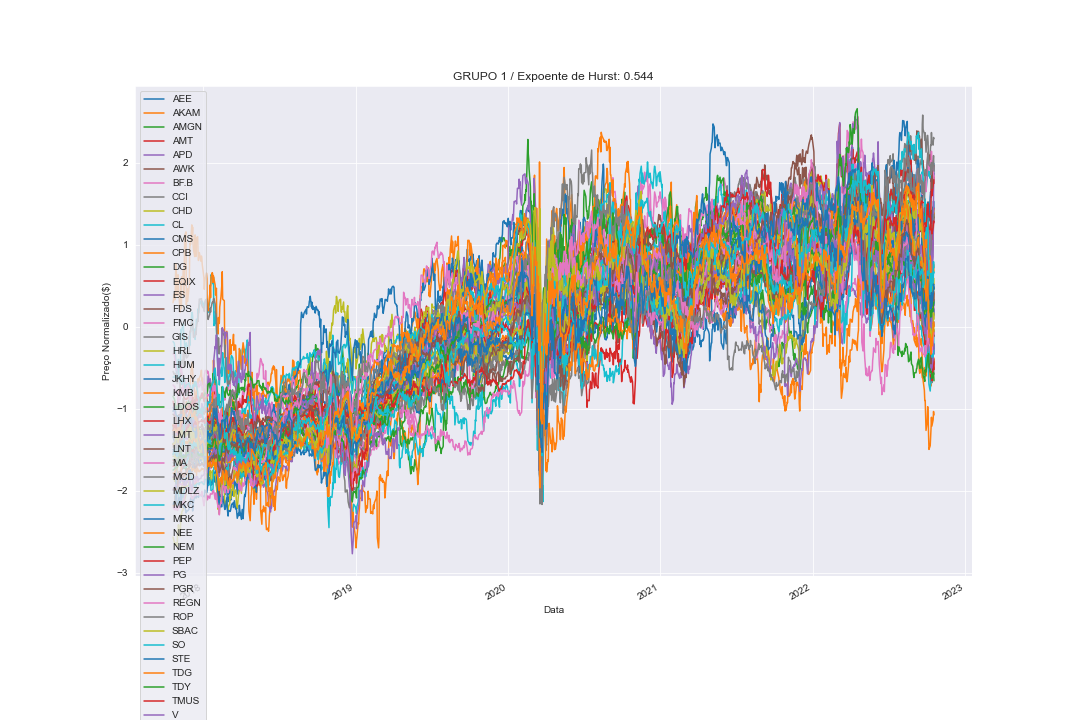 GRUPO 1 / Expoente de Hurst: 0.544
AEE
AKAM
AMGN
AMT
APD
AWK
BF.B
CCI
CHD
CL
CMS
CPB
DG
EQIX
ES
FDS
FMC
GIS
HRL
HUM
JKHY
KMB
LDOS
LHX
LMT
LNT
MA
MCD
MDLZ
MKC
MRK
NEE
NEM
PEP
PG
PGR
REGN
ROP
SBAC
SO
STE
TDG
TDY
TMUS
V
Preço Normalizado($)
2
1
0
−1
−2
−3
2019
2020
2021
2022
2023
Data